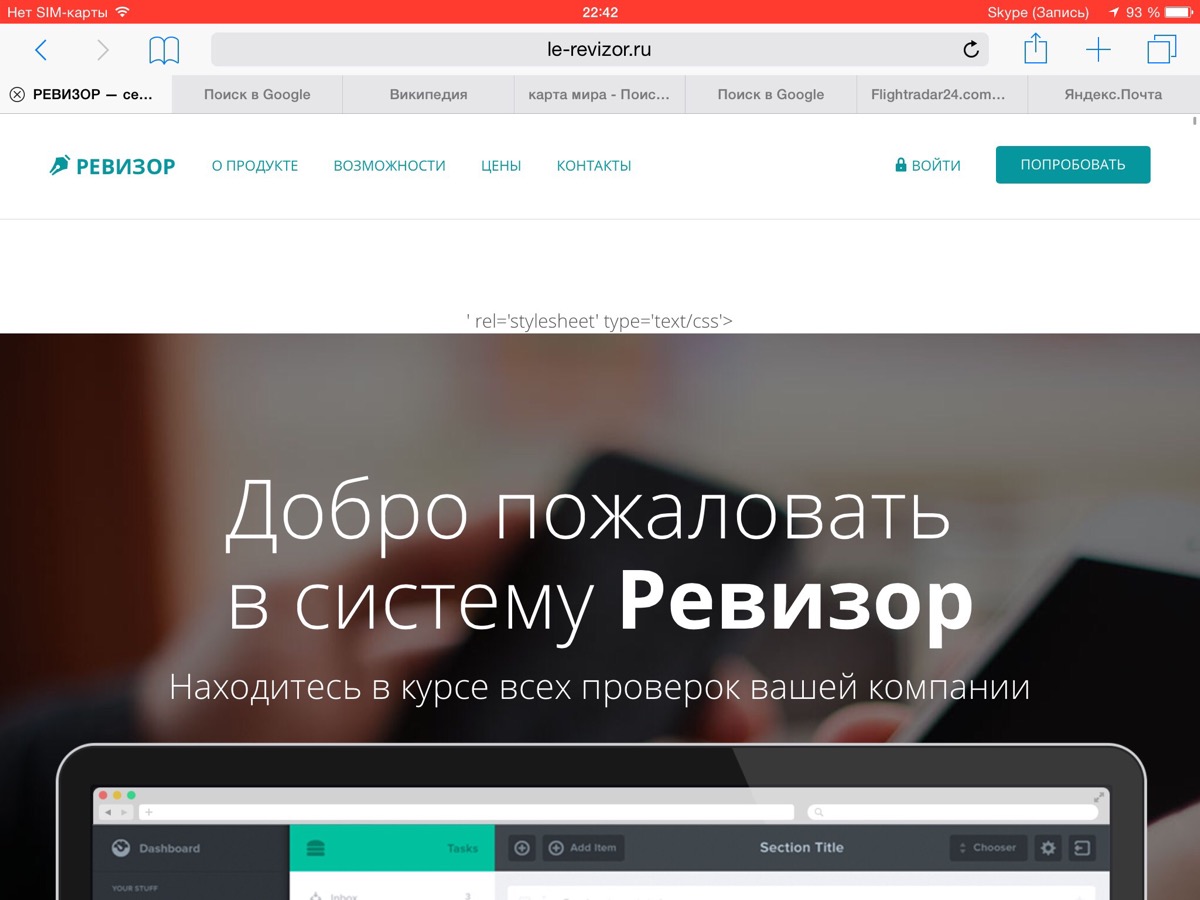 Нет SIM-карты
22:42
Skype (Запись)
93 %
le-revizor.ru
РЕВИЗОР — се...
Поиск в Google
Википедия
карта мира - Поис...
Поиск в Google
Flightradar24.com...
Яндекс.Почта
РЕВИЗОР
О ПРОДУКТЕ
ВОЗМОЖНОСТИ
ЦЕНЫ
КОНТАКТЫ
ВОЙТИ
ПОПРОБОВАТЬ
' rel='stylesheet' type='text/css'>
Добро пожаловать
в систему Ревизор
Находитесь в курсе всех проверок вашей компании
Dashboard
Tasks
Add Item
Section Title
Chooser
YOUR STUFF
Inbox
3